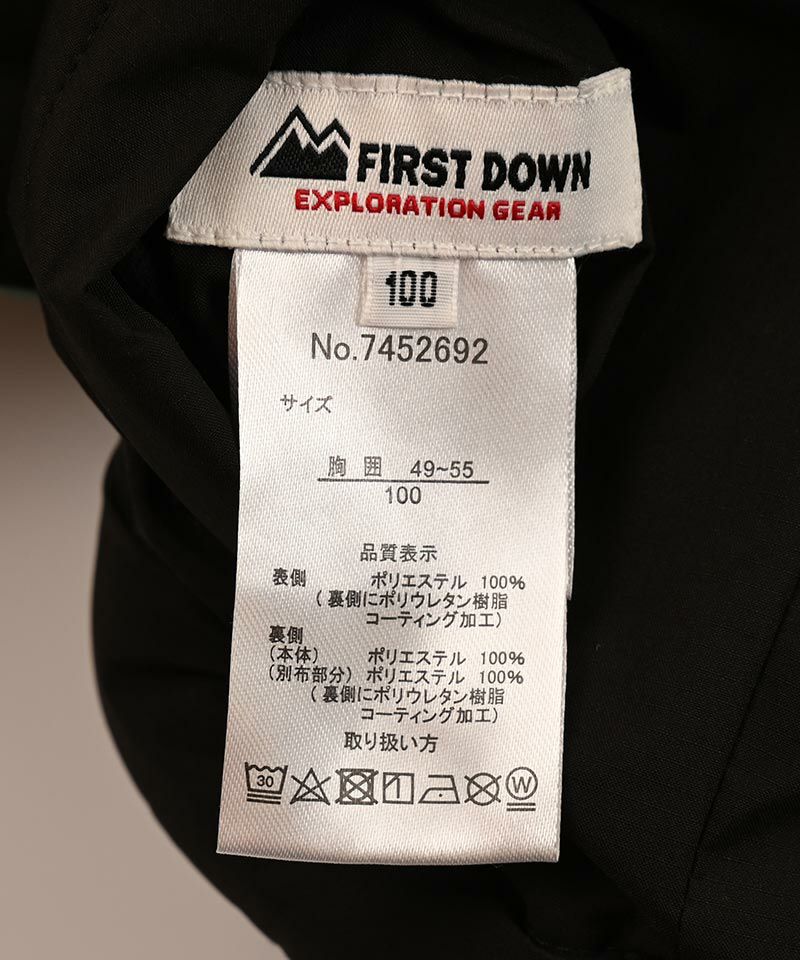 FIRST DOWN
EXPLORATION GEAR
100
No.7452692
サイズ
胸 囲 49~55
100
品質表示
表側 ポリエステル 100%
(裏側にポリウレタン樹脂
コーティング加工)
裏側
(本体) ポリエステル 100%
(別布部分) ポリエステル 100%
(裏側にポリウレタン樹脂
コーティング加工)
取り扱い方
30
W